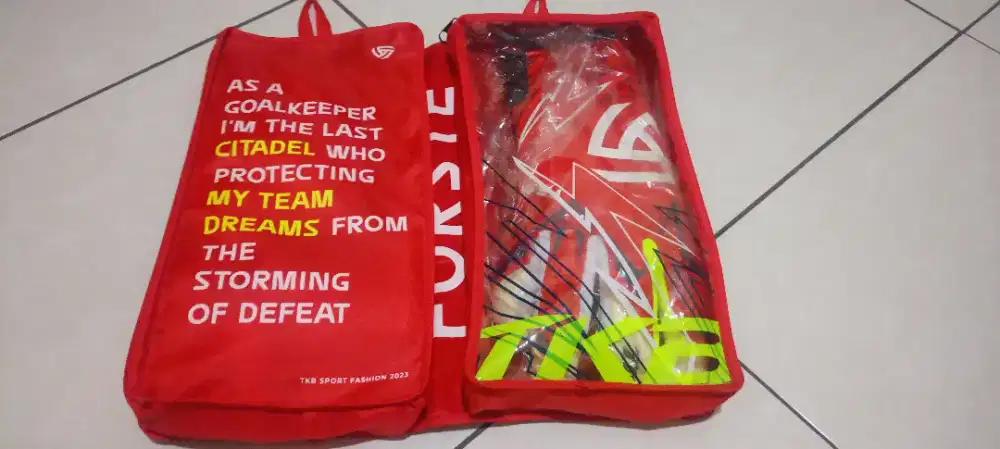 AS A
GOALKEEPER
I'M THE LAST
CITADEL WHO
PROTECTING
MY TEAM
DREAMS FROM
THE
STORMING
OF DEFEAT
TKB SPORT FASHION 2023
FORSTE
TKB